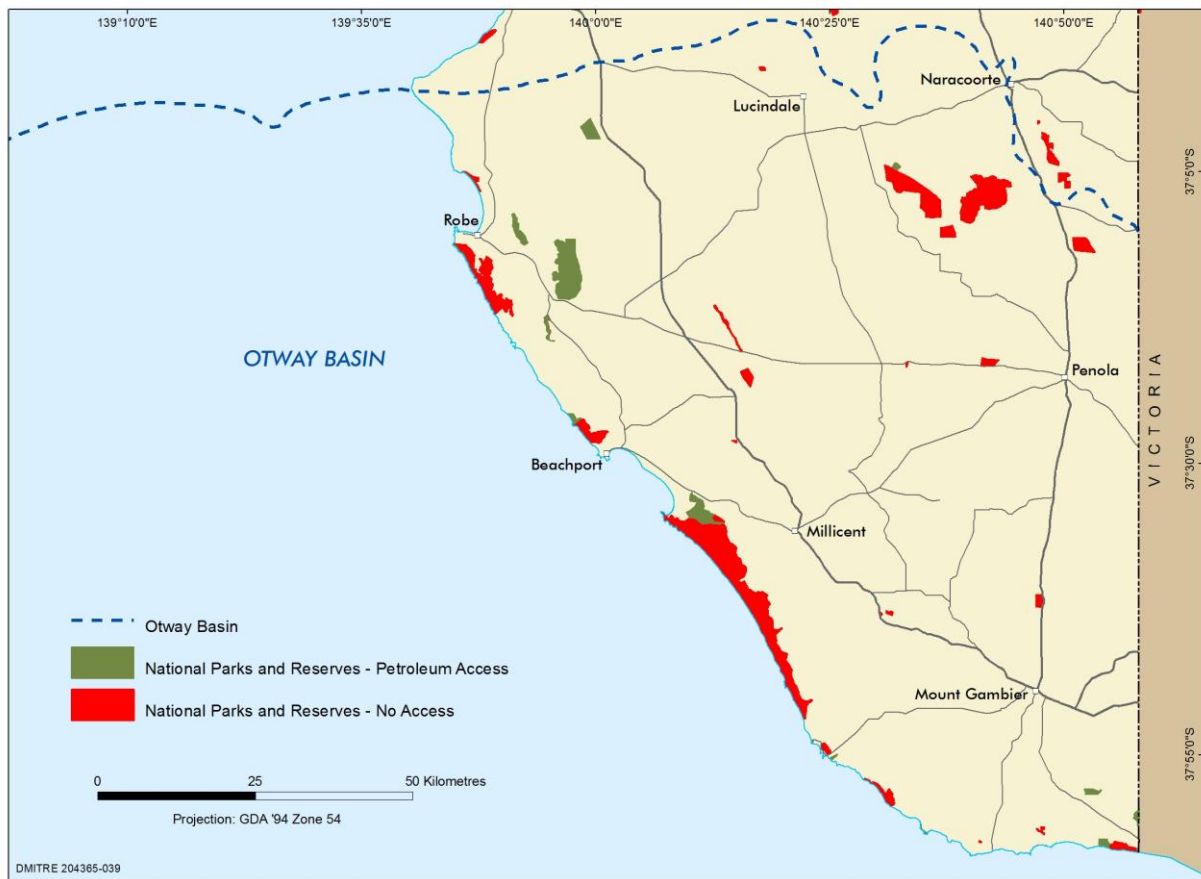 139°10'0"E
139°35'0"E
140°0'0"E
140°25'0"E
140°50'0"E
Naracoorte
Lucindale
37°5'0"S
Robe
OTWAY BASIN
Penola
VICTORIA
Beachport
37°30'0"S
Millicent
Otway Basin
National Parks and Reserves - Petroleum Access
Mount Gambier
National Parks and Reserves - No Access
37°55'0"S
0 25 50 Kilometres
Projection: GDA '94 Zone 54
DMITRE 204365-039